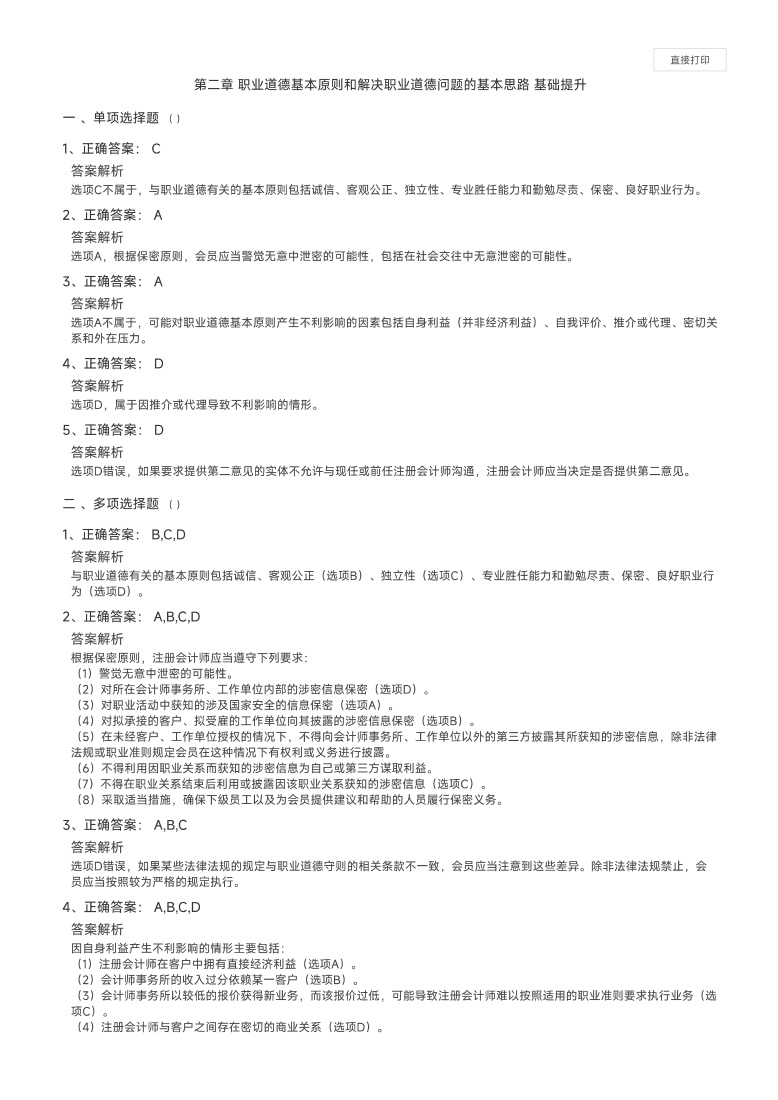 直接打印
第二章 职业道德基本原则和解决职业道德问题的基本思路 基础提升
一 、单项选择题 （ ）
1、正确答案： C
答案解析
选项C不属于，与职业道德有关的基本原则包括诚信、客观公正、独立性、专业胜任能力和勤勉尽责、保密、良好职业行为。
2、正确答案： A
答案解析
选项A，根据保密原则，会员应当警觉无意中泄密的可能性，包括在社会交往中无意泄密的可能性。
3、正确答案： A
答案解析
选项A不属于，可能对职业道德基本原则产生不利影响的因素包括自身利益（并非经济利益）、自我评价、推介或代理、密切关
系和外在压力。
4、正确答案： D
答案解析
选项D，属于因推介或代理导致不利影响的情形。
5、正确答案： D
答案解析
选项D错误，如果要求提供第二意见的实体不允许与现任或前任注册会计师沟通，注册会计师应当决定是否提供第二意见。
二 、多项选择题 （ ）
1、正确答案： B,C,D
答案解析
与职业道德有关的基本原则包括诚信、客观公正（选项B）、独立性（选项C）、专业胜任能力和勤勉尽责、保密、良好职业行
为（选项D）。
2、正确答案： A,B,C,D
答案解析
根据保密原则，注册会计师应当遵守下列要求：
（1）警觉无意中泄密的可能性。
（2）对所在会计师事务所、工作单位内部的涉密信息保密（选项D）。
（3）对职业活动中获知的涉及国家安全的信息保密（选项A）。
（4）对拟承接的客户、拟受雇的工作单位向其披露的涉密信息保密（选项B）。
（5）在未经客户、工作单位授权的情况下，不得向会计师事务所、工作单位以外的第三方披露其所获知的涉密信息，除非法律
法规或职业准则规定会员在这种情况下有权利或义务进行披露。
（6）不得利用因职业关系而获知的涉密信息为自己或第三方谋取利益。
（7）不得在职业关系结束后利用或披露因该职业关系获知的涉密信息（选项C）。
（8）采取适当措施，确保下级员工以及为会员提供建议和帮助的人员履行保密义务。
3、正确答案： A,B,C
答案解析
选项D错误，如果某些法律法规的规定与职业道德守则的相关条款不一致，会员应当注意到这些差异。除非法律法规禁止，会
员应当按照较为严格的规定执行。
4、正确答案： A,B,C,D
答案解析
因自身利益产生不利影响的情形主要包括：
（1）注册会计师在客户中拥有直接经济利益（选项A）。
（2）会计师事务所的收入过分依赖某一客户（选项B）。
（3）会计师事务所以较低的报价获得新业务，而该报价过低，可能导致注册会计师难以按照适用的职业准则要求执行业务（选
项C）。
（4）注册会计师与客户之间存在密切的商业关系（选项D）。